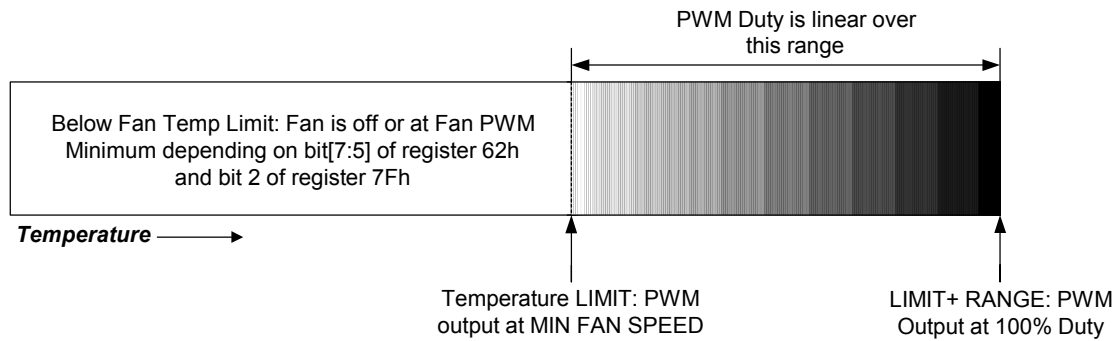 PWM Duty is linear over
this range
Below Fan Temp Limit: Fan is off or at Fan PWM
Minimum depending on bit[7:5] of register 62h
and bit 2 of register 7Fh
Temperature
Temperature LIMIT: PWM
output at MIN FAN SPEED
LIMIT+ RANGE: PWM
Output at 100% Duty